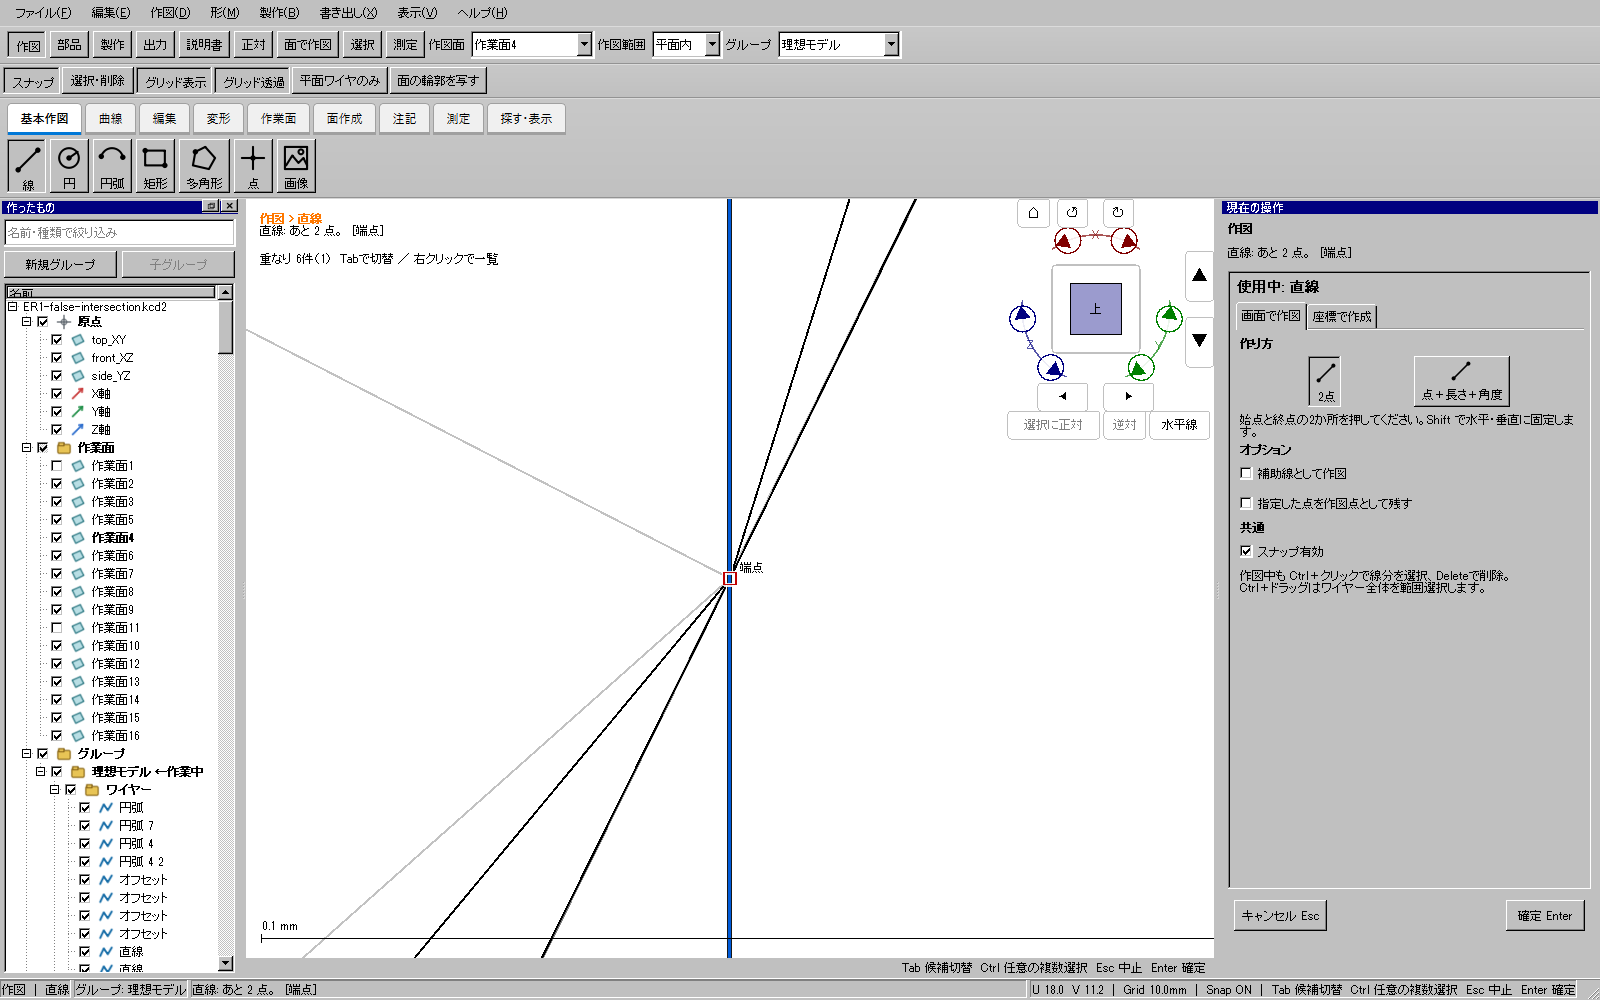 ファイル(F) 編集(E) 作図(D) 形(M) 製作(B) 書き出し(X) 表示(V) ヘルプ(H)
作図 部品 製作 出力 説明書 正対 面で作図 選択 測定 作図面 作業面4 作図範囲 平面内 グループ 理想モデル
スナップ 選択・削除 グリッド表示 グリッド透過 平面ワイヤのみ 面の輪郭を写す
基本作図 曲線 編集 変形 作業面 面作成 注記 測定 探す・表示
線 円 円弧 矩形 多角形 点 画像
作ったもの
名前・種類で絞り込み
新規グループ 子グループ
名前
ER1-false-intersection.kcd2
原点
top_XY
front_XZ
side_YZ
X軸
Y軸
Z軸
作業面
作業面1
作業面2
作業面3
作業面5
作業面4
作業面6
作業面7
作業面8
作業面9
作業面11
作業面10
作業面12
作業面13
作業面14
作業面15
作業面16
グループ
理想モデル ←作業中
ワイヤー
円弧
円弧 7
円弧 4
円弧 4 2
オフセット
オフセット
オフセット
オフセット
直線
直線
作図 > 直線
直線: あと 2 点。 [端点]
重なり 6件(1) Tabで切替 / 右クリックで一覧
端点
0.1 mm
X
上
Z
Y
選択に正対 逆対 水平線
Tab 候補切替 Ctrl 任意の複数選択 Esc 中止 Enter 確定
現在の操作
作図
直線: あと 2 点。 [端点]
使用中: 直線
画面で作図 座標で作成
作り方
2点 点+長さ+角度
始点と終点の2か所を押してください。Shift で水平・垂直に固定します。
オプション
補助線として作図
指定した点を作図点として残す
共通
スナップ有効
作図中も Ctrl+クリックで線分を選択、Deleteで削除。
Ctrl+ドラッグはワイヤー全体を範囲選択します。
キャンセル Esc 確定 Enter
作図 | 直線 グループ: 理想モデル 直線: あと 2 点。 [端点] U 18.0 V 11.2 | Grid 10.0mm | Snap ON | Tab 候補切替 Ctrl 任意の複数選択 Esc 中止 Enter 確定